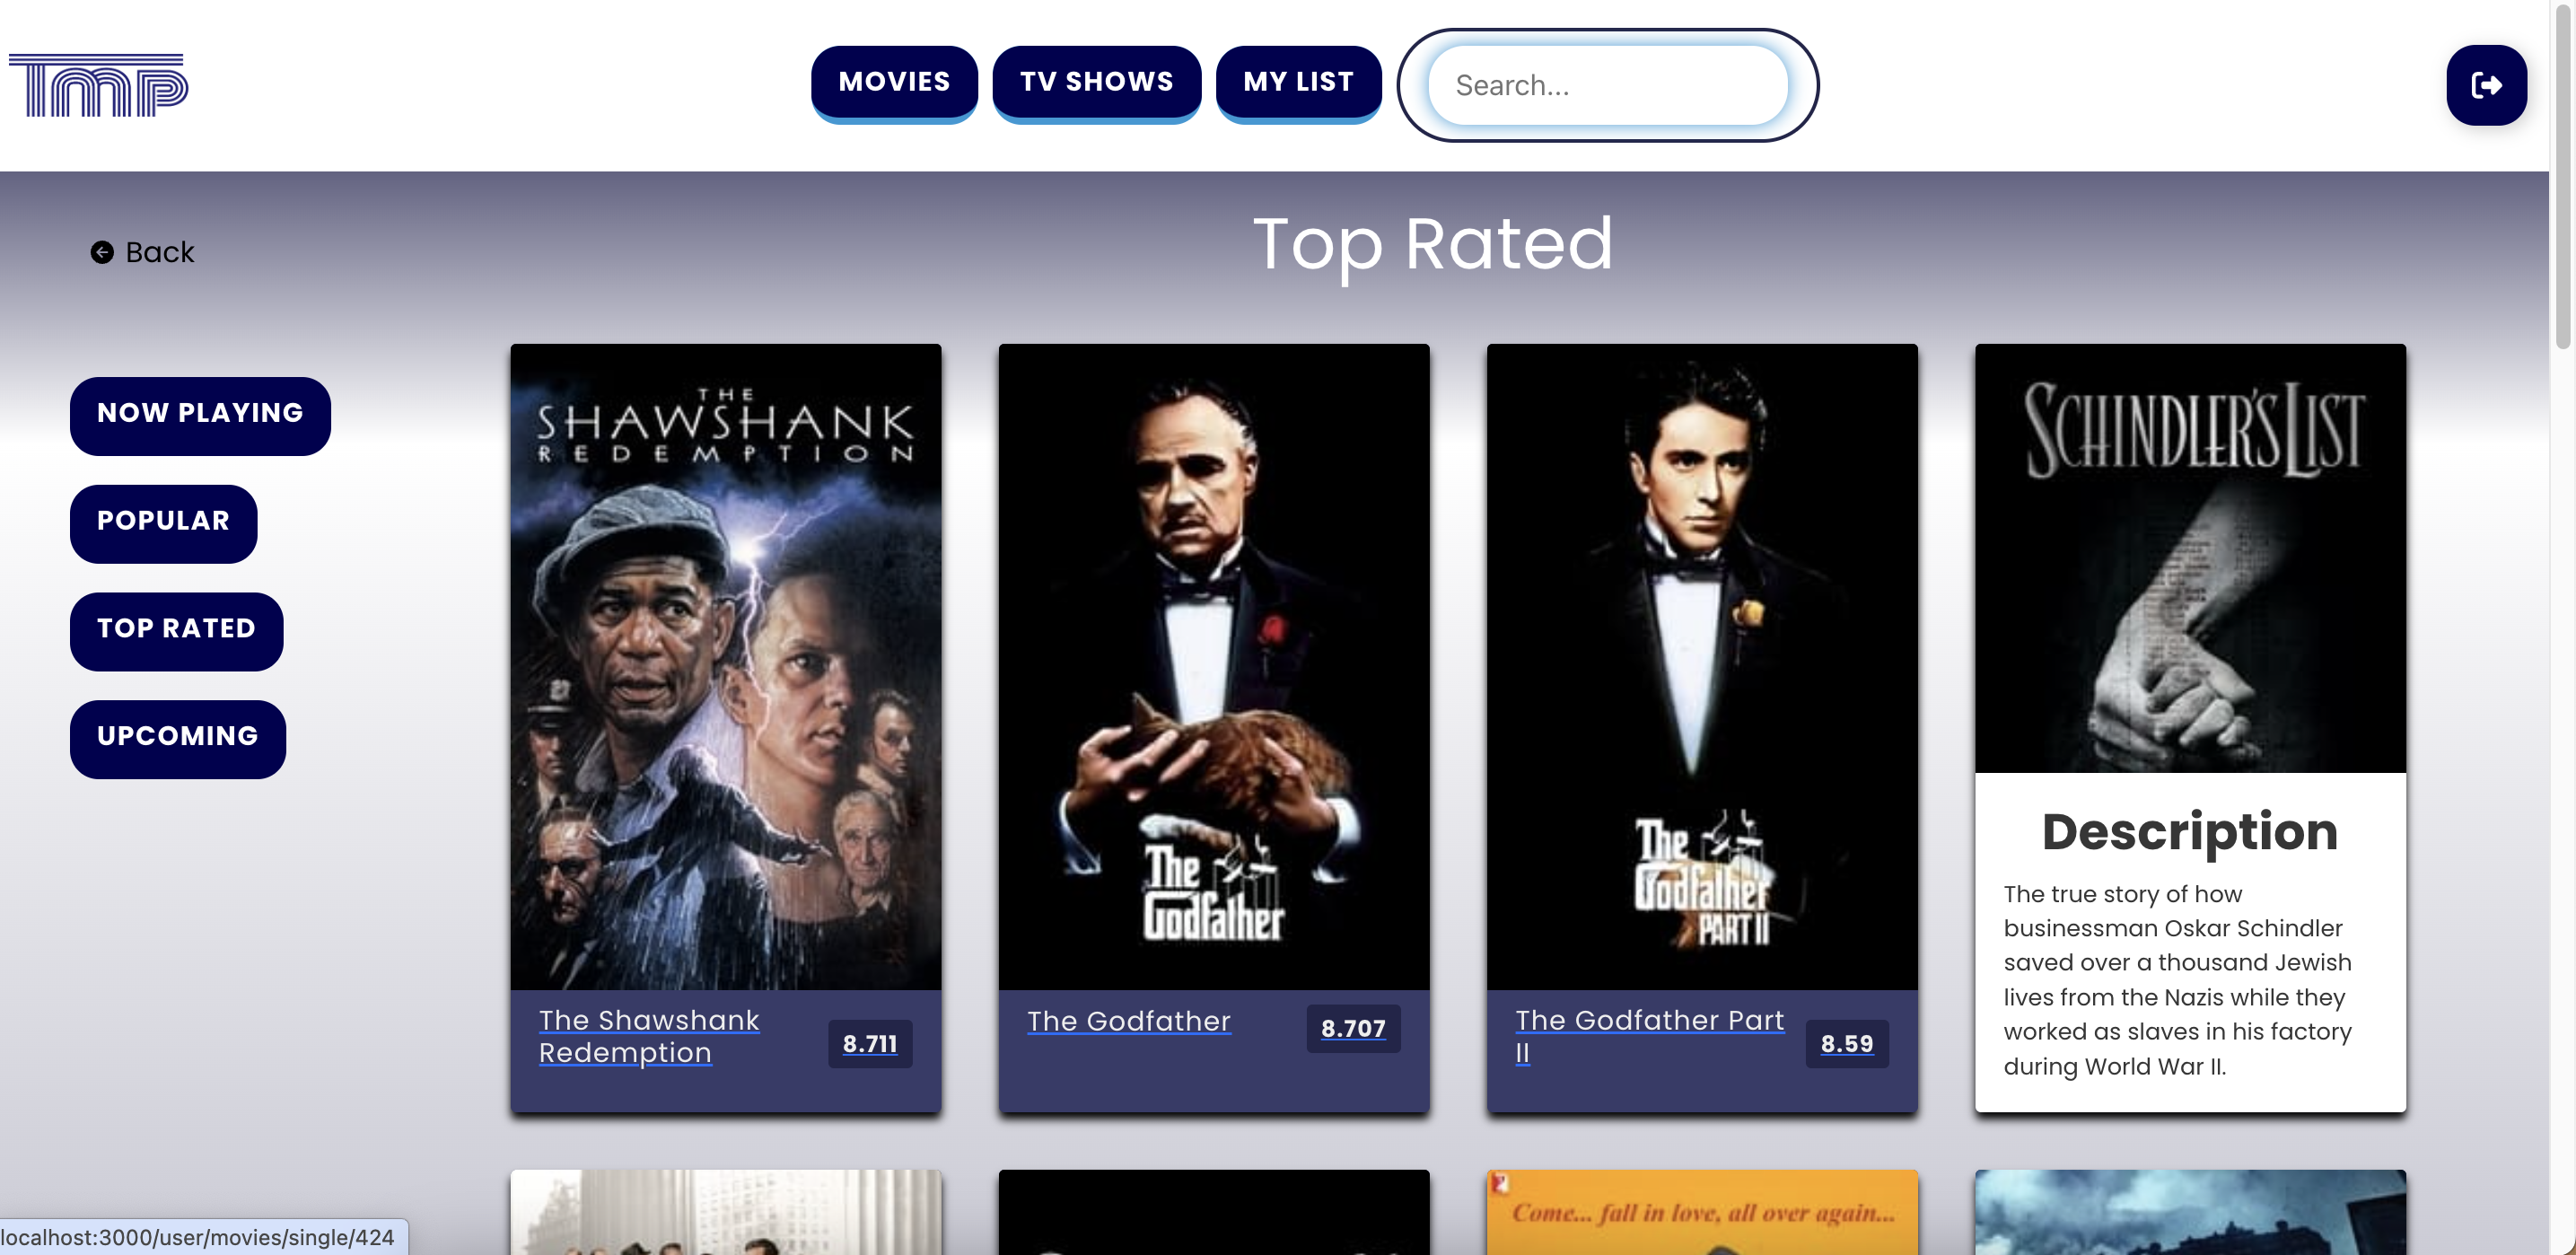 TMP
MOVIES
TV SHOWS
MY LIST
Search...
Back
Top Rated
NOW PLAYING
POPULAR
TOP RATED
UPCOMING
THE
SHAWSHANK
REDEMPTION
The Shawshank
Redemption
8.711
The
Godfather
The Godfather
8.707
The
Godfather
PART II
The Godfather Part
II
8.59
SCHINDLER'S LIST
Description
The true story of how
businessman Oskar Schindler
saved over a thousand Jewish
lives from the Nazis while they
worked as slaves in his factory
during World War II.
Come... fall in love, all over again...
localhost:3000/user/movies/single/424